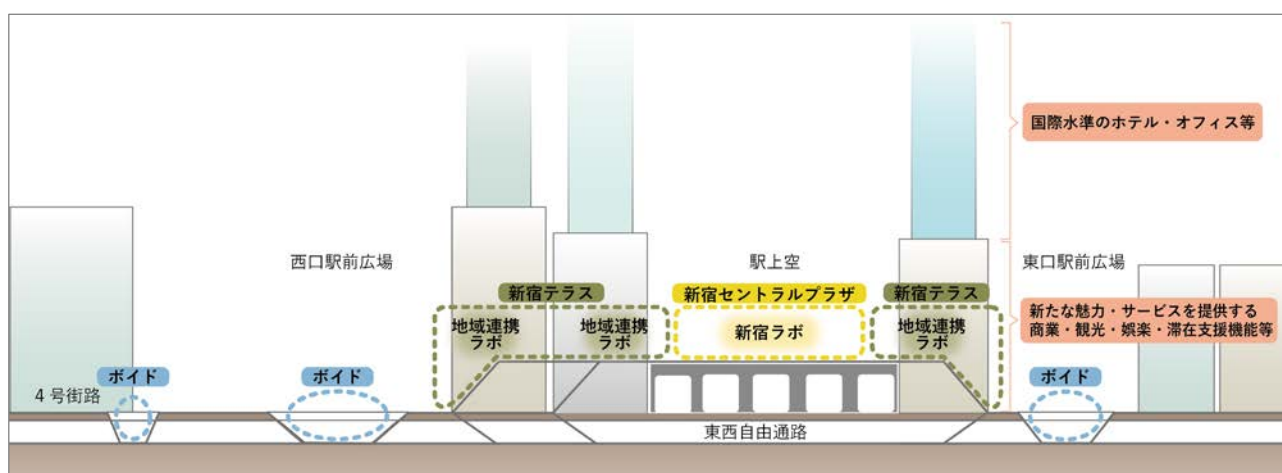 国際水準のホテル・オフィス等
西口駅前広場
駅上空
東口駅前広場
新宿テラス
新宿セントラルプラザ
新宿テラス
新たな魅力・サービスを提供する
商業・観光・娯楽・滞在支援機能等
地域連携
ラボ
地域連携
ラボ
新宿ラボ
地域連携
ラボ
ボイド
ボイド
ボイド
4号街路
東西自由通路